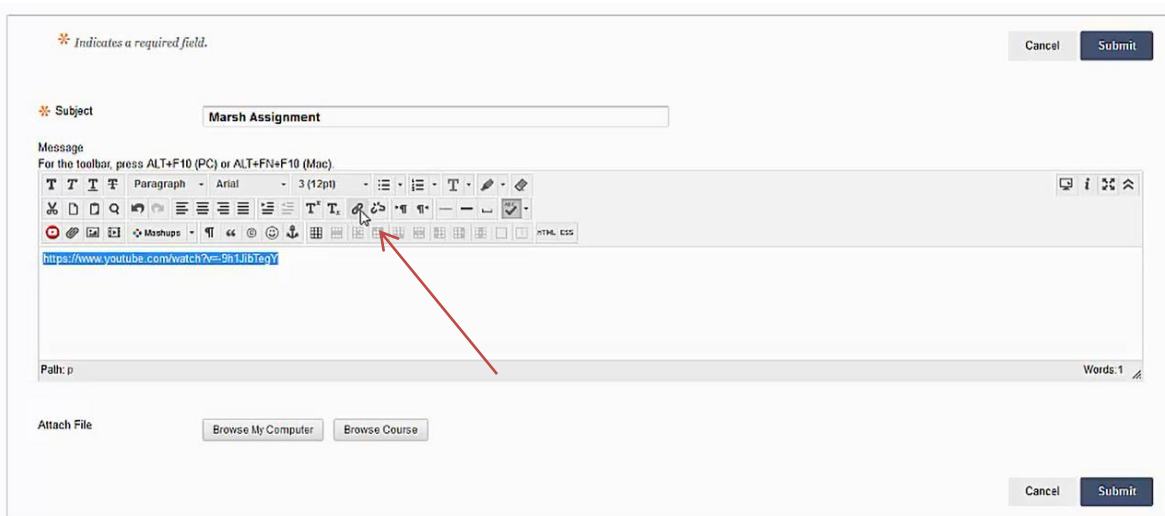 Indicates a required field.
Cancel Submit
Subject Marsh Assignment
Message
For the toolbar, press ALT+F10 (PC) or ALT+FN+F10 (Mac).
T T T T Paragraph Arial 3 (12pt) T
T T
Mashups HTML CSS
https://www.youtube.com/watch?v=-9h1JibTegY
Path: p Words:1
Attach File Browse My Computer Browse Course
Cancel Submit